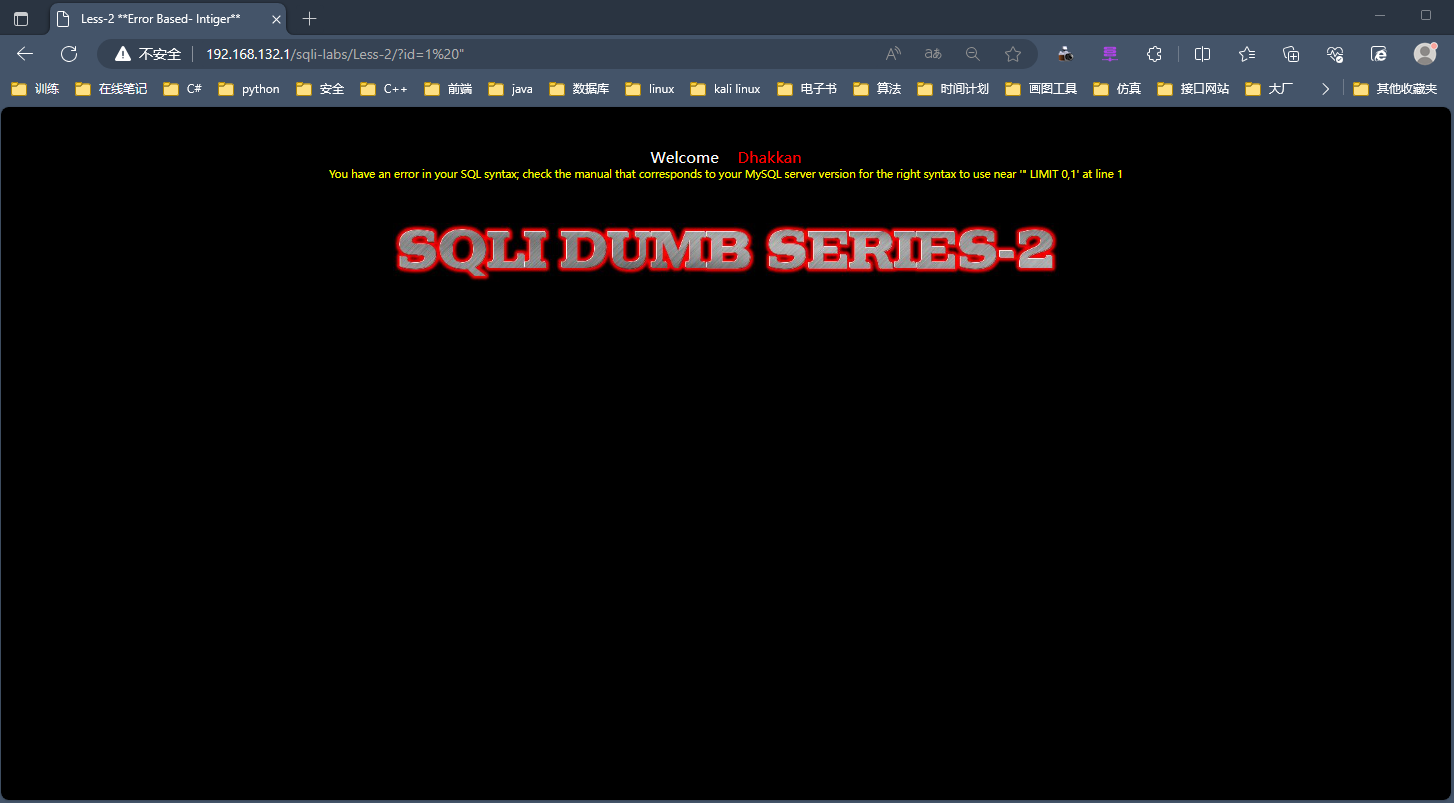 Less-2 **Error Based- Intiger**
不安全 192.168.132.1/sqli-labs/Less-2/?id=1%20"
训练 在线笔记 C# python 安全 C++ 前端 java 数据库 linux kali linux 电子书 算法 时间计划 画图工具 仿真 接口网站 大厂 其他收藏夹
Welcome Dhakkan
You have an error in your SQL syntax; check the manual that corresponds to your MySQL server version for the right syntax to use near '" LIMIT 0,1' at line 1
SQLI DUMB SERIES-2